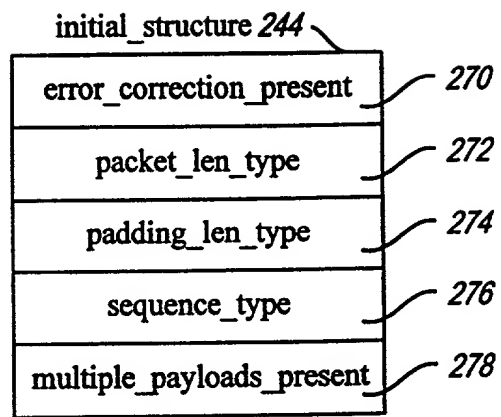 initial_structure 244
error_correction_present 270
packet_len_type 272
padding_len_type 274
sequence_type 276
multiple_payloads_present 278